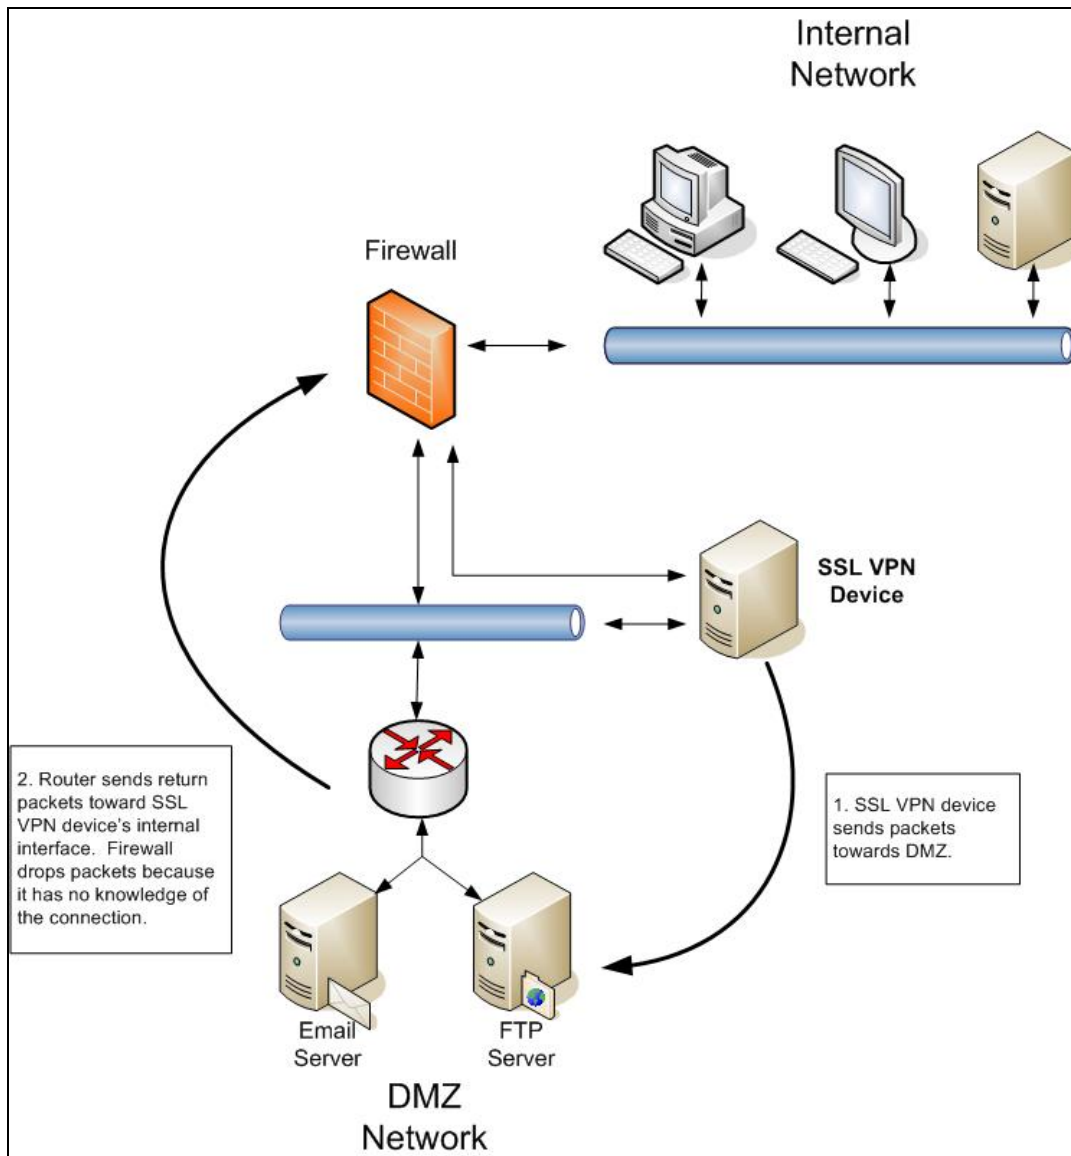 Internal
Network
Firewall
SSL VPN
Device
2. Router sends return
packets toward SSL
VPN device's internal
interface.  Firewall
drops packets because
it has no knowledge of
the connection.
1. SSL VPN device
sends packets
towards DMZ.
Email
Server
FTP
Server
DMZ
Network